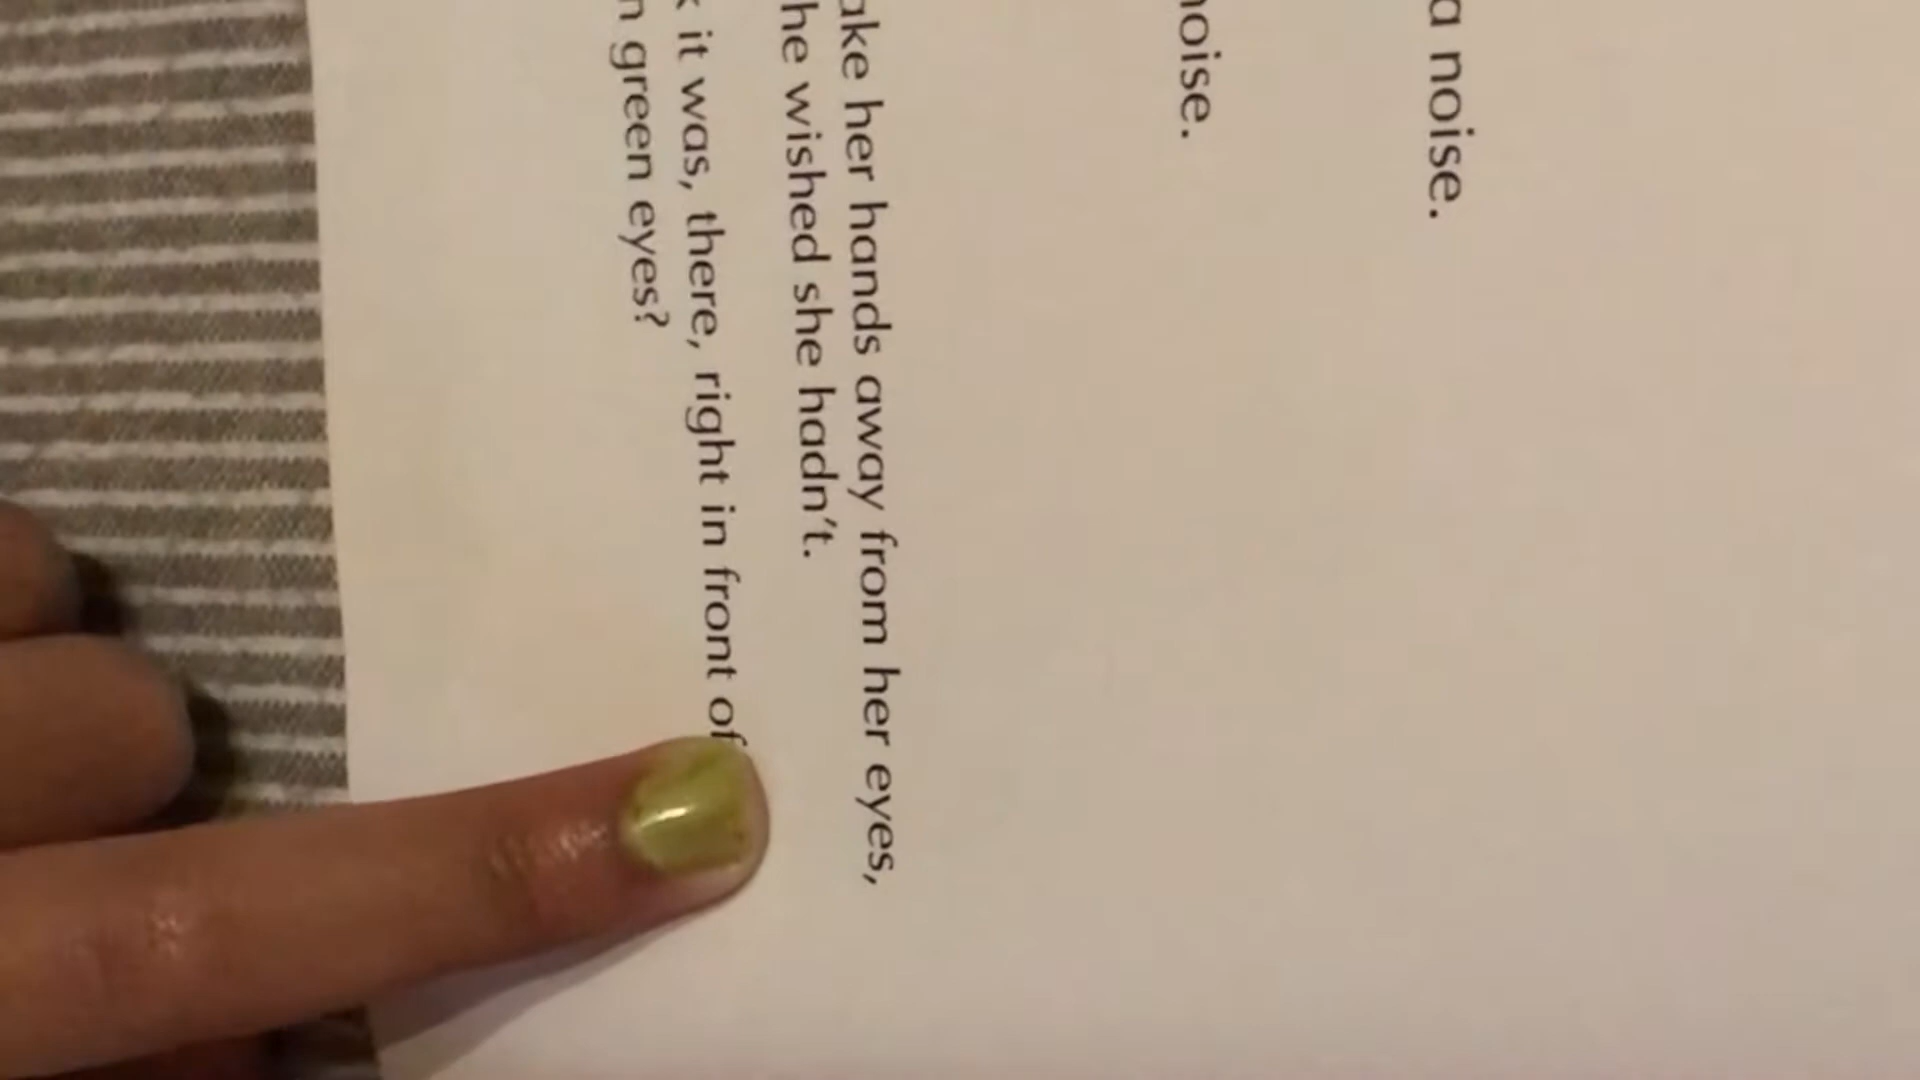 a noise.
noise.
ake her hands away from her eyes,
he wished she hadn't.
it was, there, right in front of
green eyes?